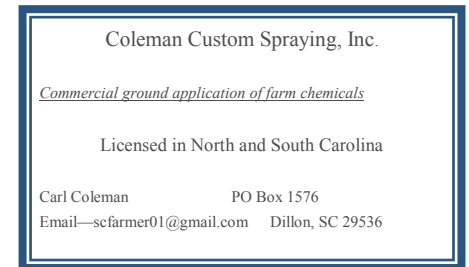 Coleman Custom Spraying, Inc.
Commercial ground application of farm chemicals
Licensed in North and South Carolina
Carl Coleman PO Box 1576
Email—scfarmer01@gmail.com Dillon, SC 29536